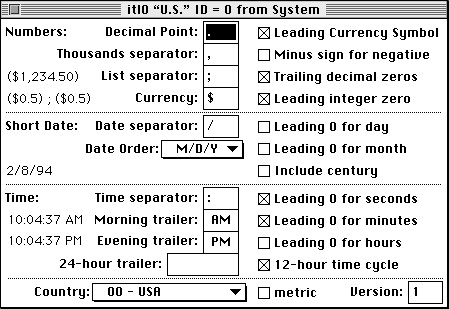 itl0 “U.S.” ID = 0 from System
Numbers: Decimal Point: .
Thousands separator: ,
($1,234.50) List separator: ;
($0.5) ; ($0.5) Currency: $
Leading Currency Symbol
Minus sign for negative
Trailing decimal zeros
Leading integer zero
Short Date: Date separator: /
Date Order: M/D/Y
2/8/94
Leading 0 for day
Leading 0 for month
Include century
Time: Time separator: :
10:04:37 AM Morning trailer: AM
10:04:37 PM Evening trailer: PM
24-hour trailer:
Leading 0 for seconds
Leading 0 for minutes
Leading 0 for hours
12-hour time cycle
Country: 00 - USA
metric Version: 1